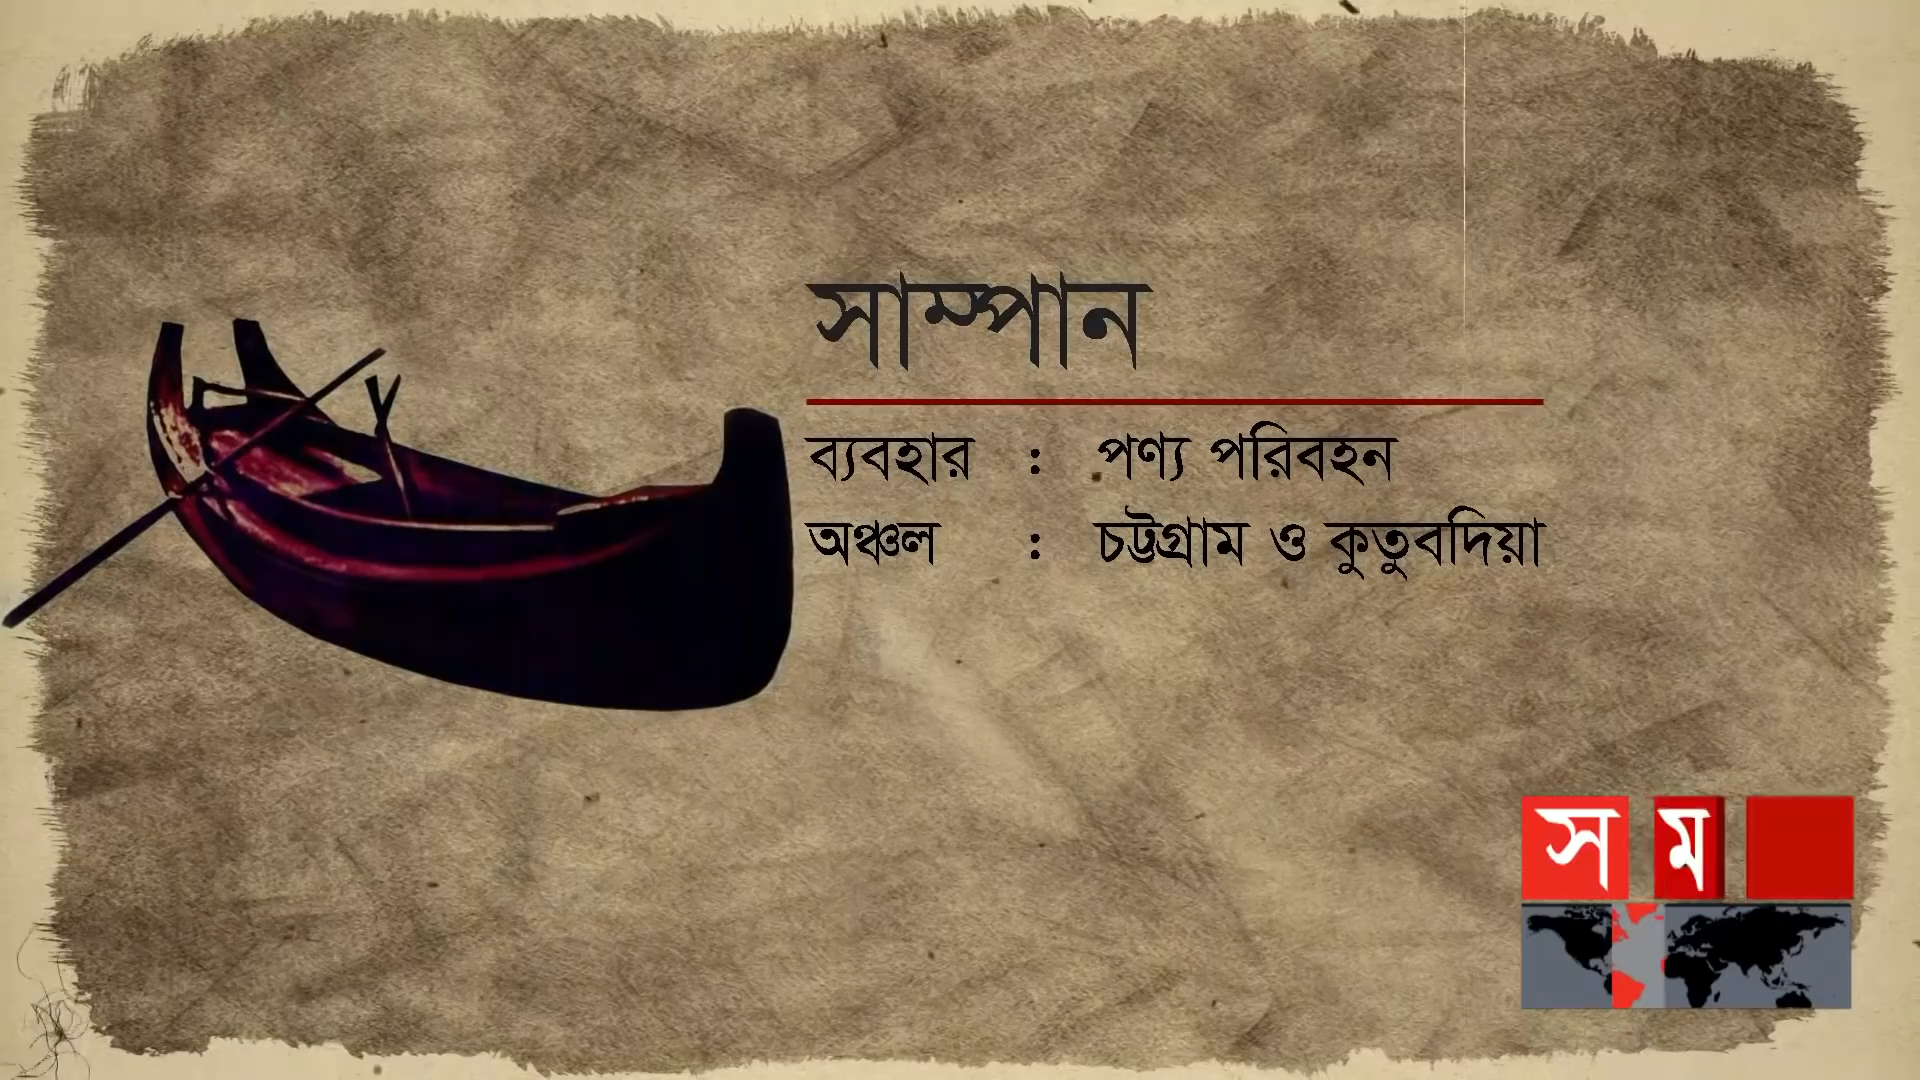 সাম্পান
ব্যবহার : পণ্য পরিবহন
অঞ্চল : চট্টগ্রাম ও কুতুবদিয়া
স ম